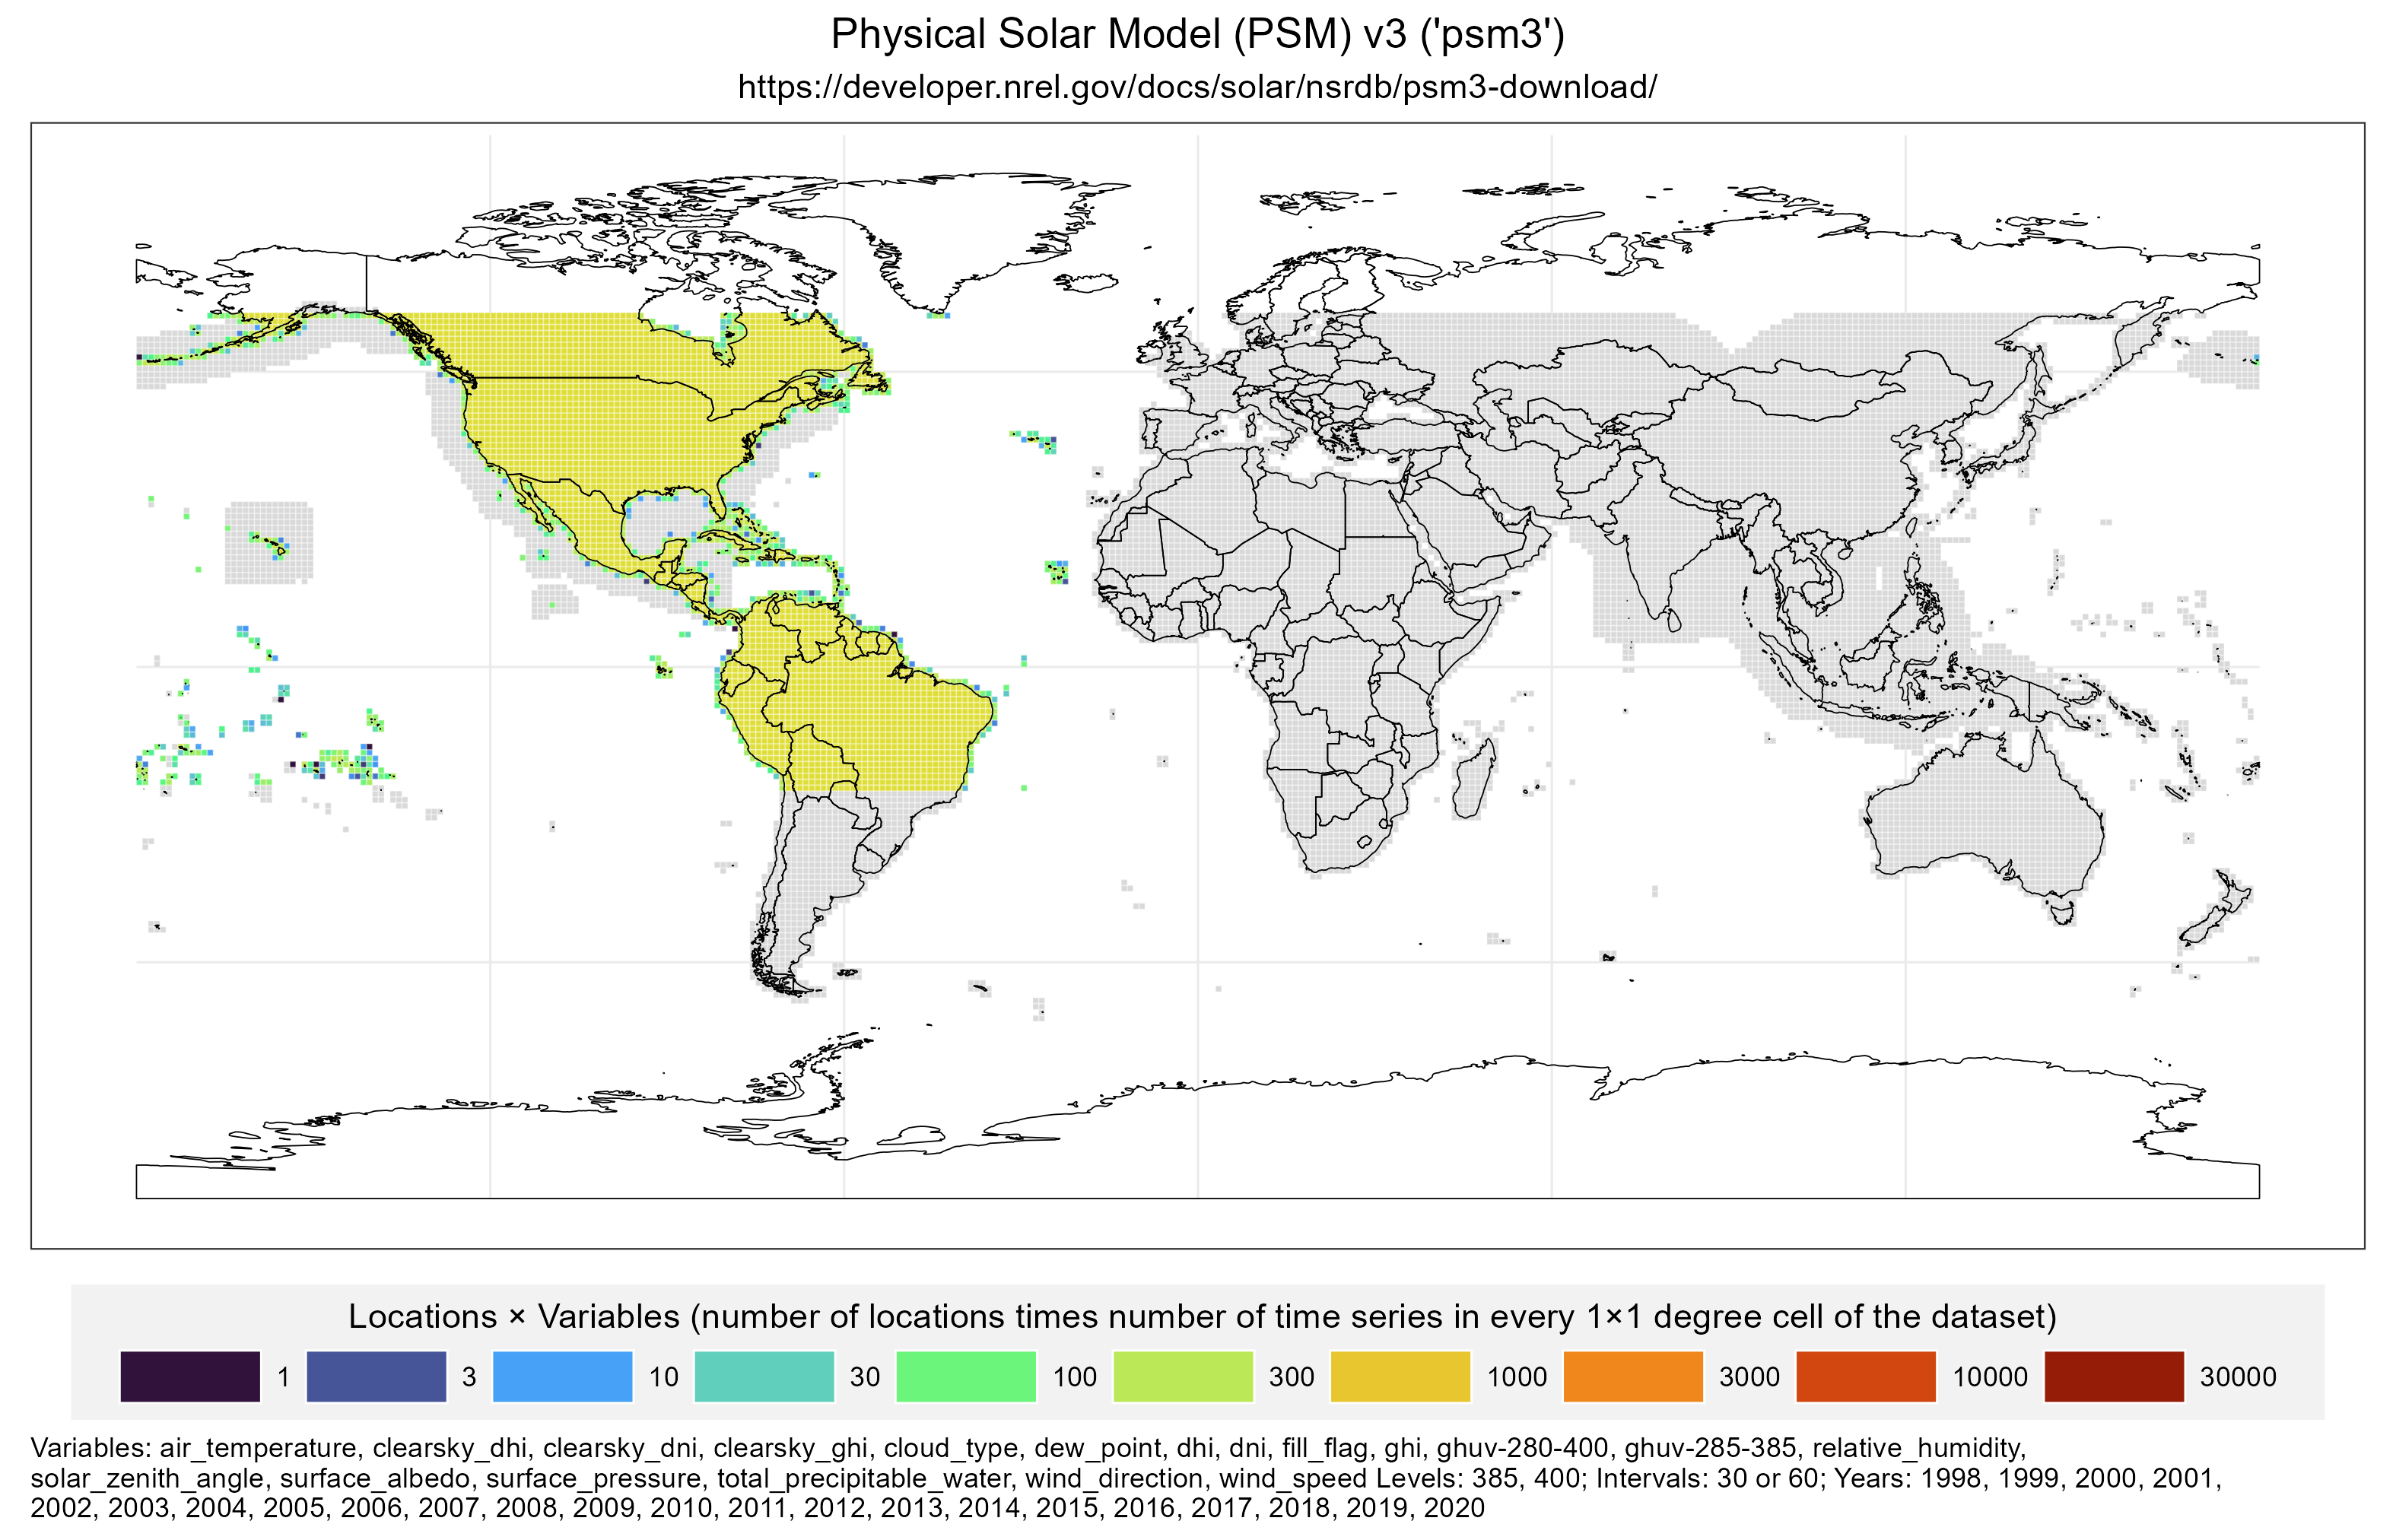 Physical Solar Model (PSM) v3 ('psm3')
https://developer.nrel.gov/docs/solar/nsrdb/psm3-download/
Locations × Variables (number of locations times number of time series in every 1×1 degree cell of the dataset)
1 3 10 30 100 300 1000 3000 10000 30000
Variables: air_temperature, clearsky_dhi, clearsky_dni, clearsky_ghi, cloud_type, dew_point, dhi, dni, fill_flag, ghi, ghuv-280-400, ghuv-285-385, relative_humidity,
solar_zenith_angle, surface_albedo, surface_pressure, total_precipitable_water, wind_direction, wind_speed Levels: 385, 400; Intervals: 30 or 60; Years: 1998, 1999, 2000, 2001,
2002, 2003, 2004, 2005, 2006, 2007, 2008, 2009, 2010, 2011, 2012, 2013, 2014, 2015, 2016, 2017, 2018, 2019, 2020